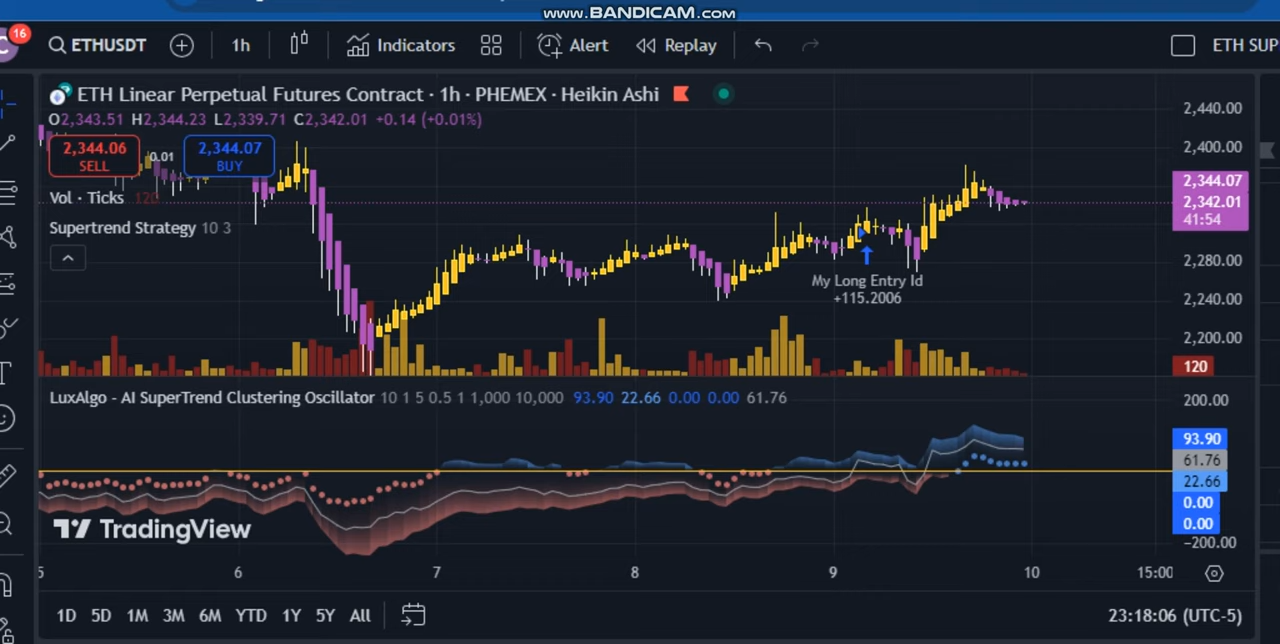 www.BANDICAM.com
16
ETHUSDT
1h
Indicators
Alert
Replay
ETH SUP
ETH Linear Perpetual Futures Contract · 1h · PHEMEX · Heikin Ashi
O2,343.51 H2,344.23 L2,339.71 C2,342.01 +0.14 (+0.01%)
2,344.06
SELL
0.01
2,344.07
BUY
Vol · Ticks 120
Supertrend Strategy 10 3
My Long Entry Id
+115.2006
2,440.00
2,400.00
2,344.07
2,342.01
41:54
2,280.00
2,240.00
2,200.00
120
LuxAlgo - AI SuperTrend Clustering Oscillator 10 1 5 0.5 1 1,000 10,000 93.90 22.66 0.00 0.00 61.76
200.00
93.90
61.76
22.66
0.00
0.00
−200.00
TradingView
5 6 7 8 9 10 15:00
1D 5D 1M 3M 6M YTD 1Y 5Y All
23:18:06 (UTC-5)